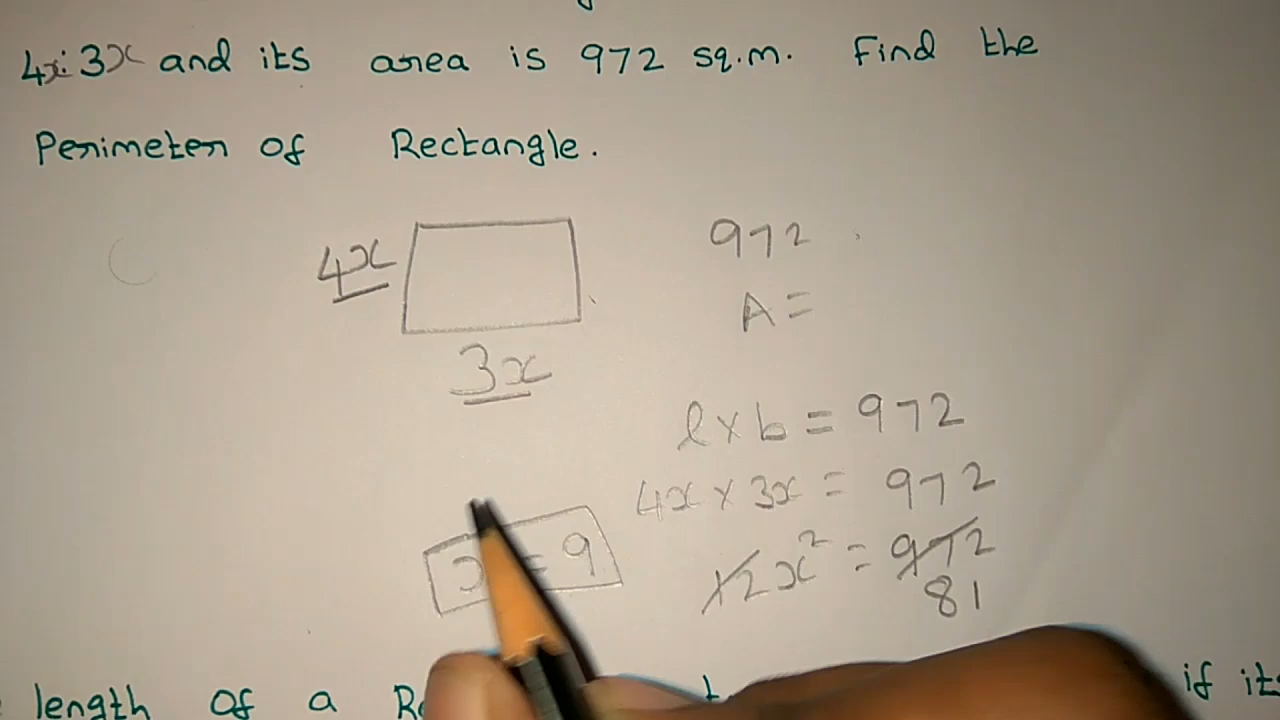 4x:3x and its area is 972 sq.m. Find the
Perimeter of Rectangle.
4x
972
A=
3x
l×b = 972
4x × 3x = 972
x = 9
12x² = 972
81
length of a
if its